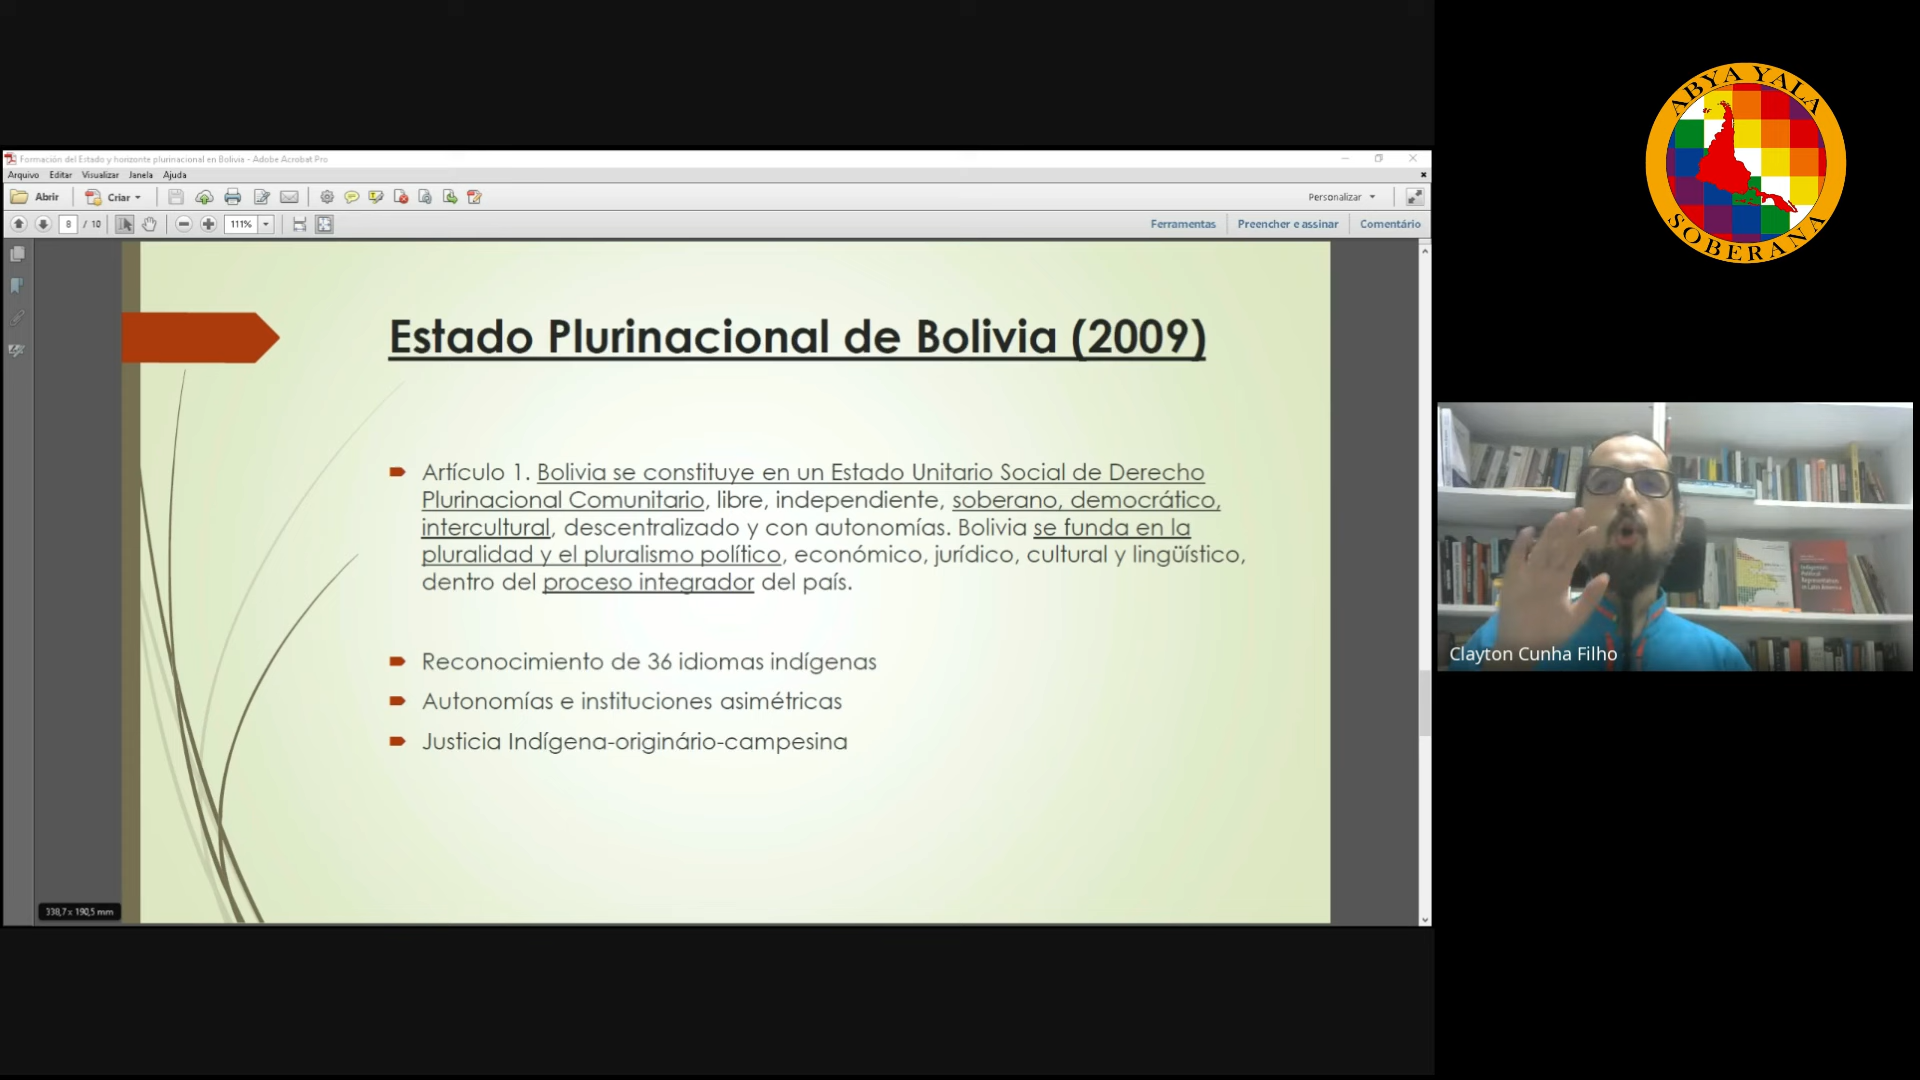 Formación del Estado y horizonte plurinacional en Bolivia - Adobe Acrobat Pro
Arquivo Editar Visualizar Janela Ajuda
Abrir Criar Personalizar
8 / 10 111% Ferramentas Preencher e assinar Comentário
Estado Plurinacional de Bolivia (2009)
Artículo 1. Bolivia se constituye en un Estado Unitario Social de Derecho
Plurinacional Comunitario, libre, independiente, soberano, democrático,
intercultural, descentralizado y con autonomías. Bolivia se funda en la
pluralidad y el pluralismo político, económico, jurídico, cultural y lingüístico,
dentro del proceso integrador del país.
Reconocimiento de 36 idiomas indígenas
Autonomías e instituciones asimétricas
Justicia Indígena-originário-campesina
338,7 x 190,5 mm
ABYA YALA
SOBERANA
Clayton Cunha Filho